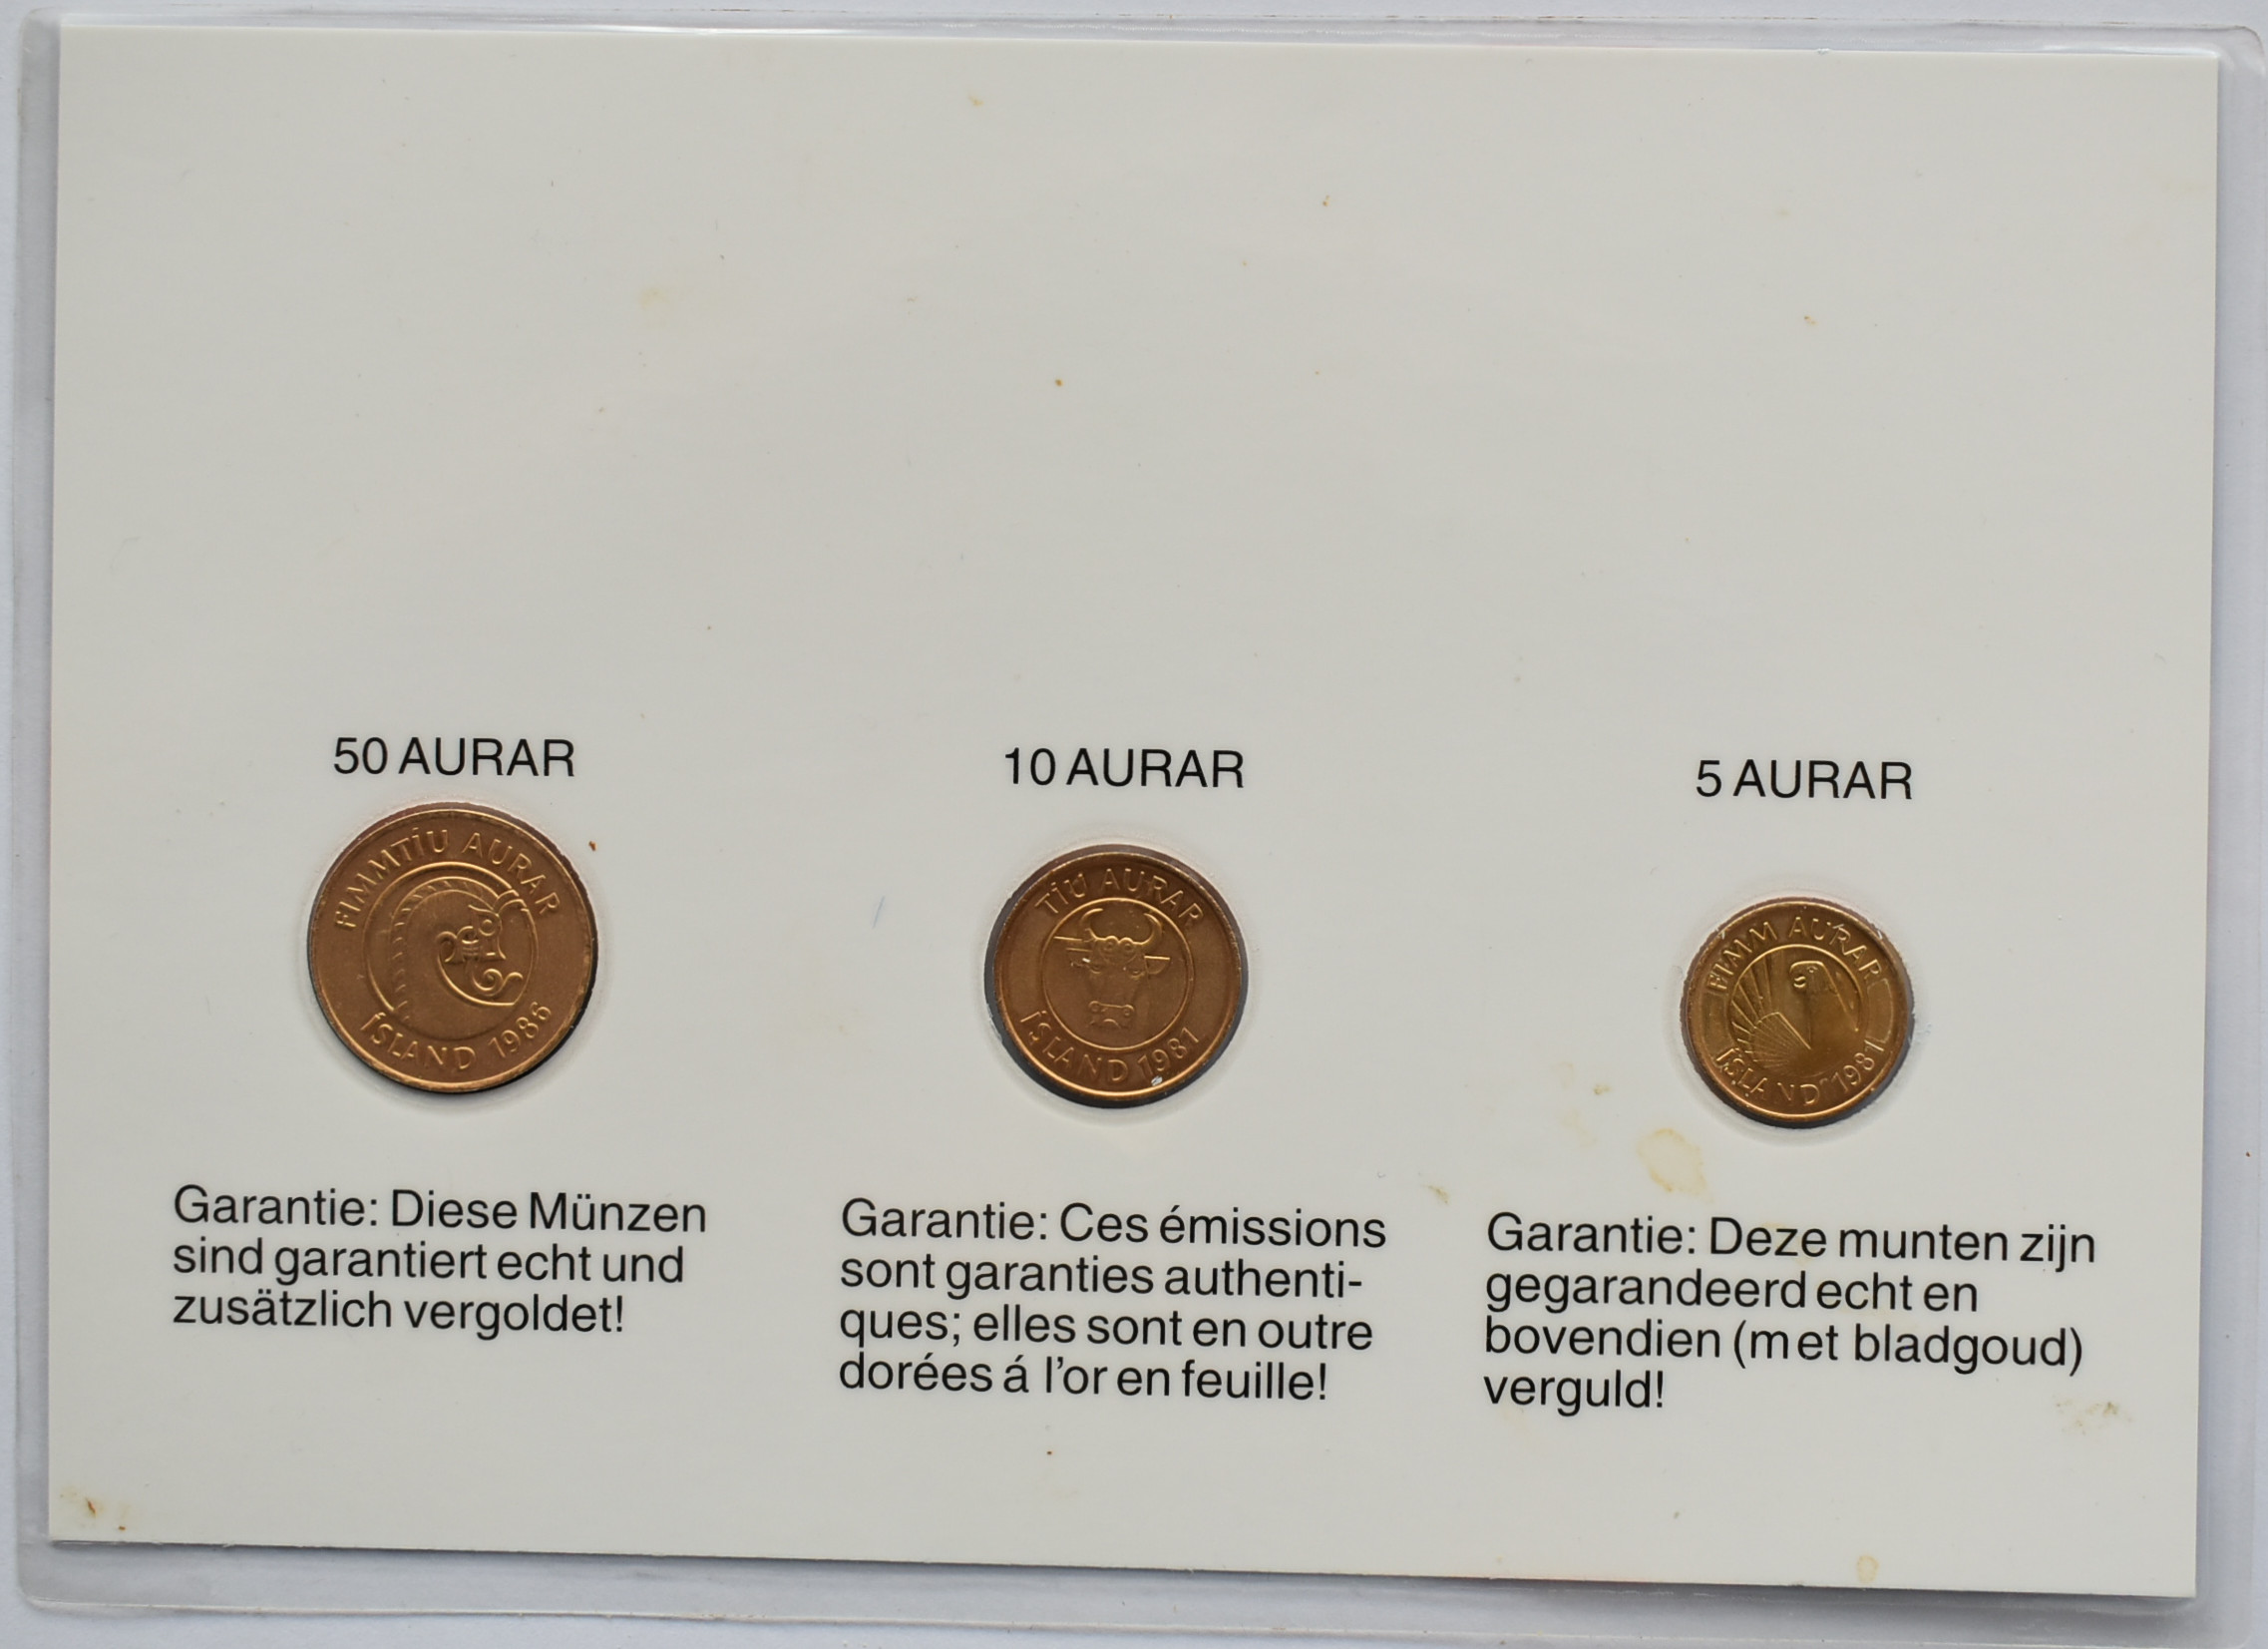 50 AURAR
FIMMTÍU AURAR
ÍSLAND 1986
Garantie: Diese Münzen
sind garantiert echt und
zusätzlich vergoldet!
10 AURAR
TÍU AURAR
ÍSLAND 1981
Garantie: Ces émissions
sont garanties authenti-
ques; elles sont en outre
dorées á l'or en feuille!
5 AURAR
FIMM AURAR
ÍSLAND 1981
Garantie: Deze munten zijn
gegarandeerd echt en
bovendien (met bladgoud)
verguld!